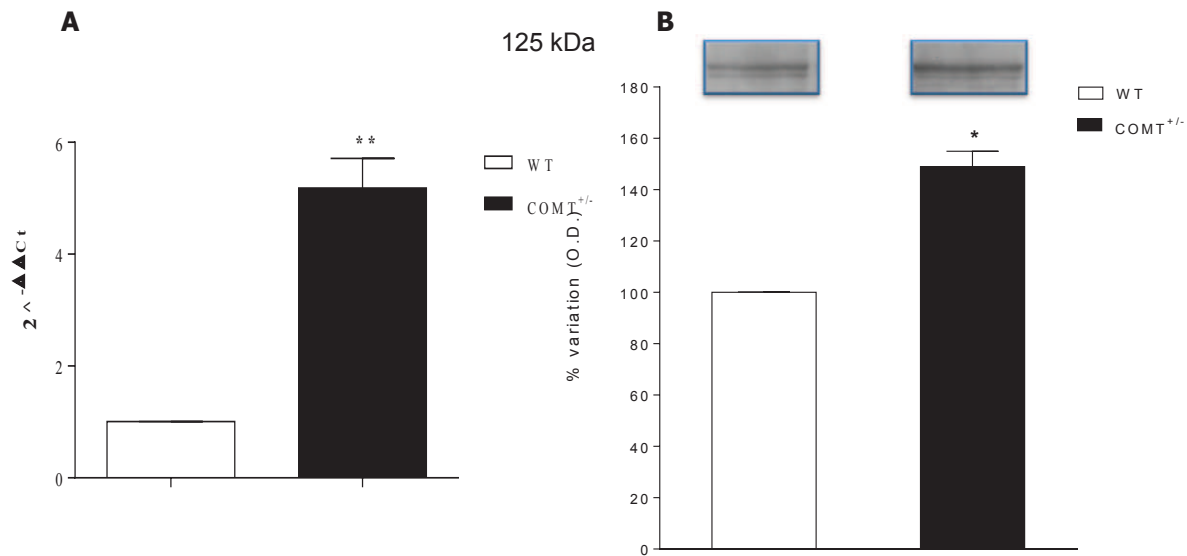 A
125 kDa
B
2 ^ -▲▲Ct
6
4
2
0
**
WT
COMT+/-
% variation (O.D.)
180
160
140
120
100
80
60
40
20
0
*
WT
COMT+/-